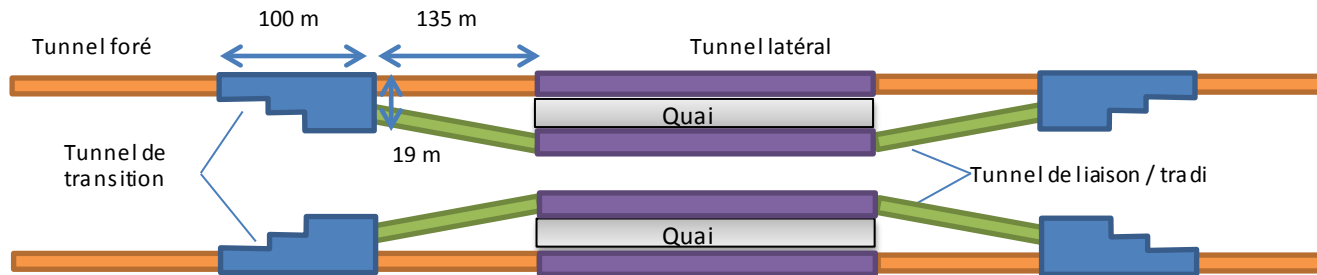 100 m
135 m
Tunnel foré
Tunnel latéral
Quai
19 m
Tunnel de
transition
Tunnel de liaison / tradi
Quai